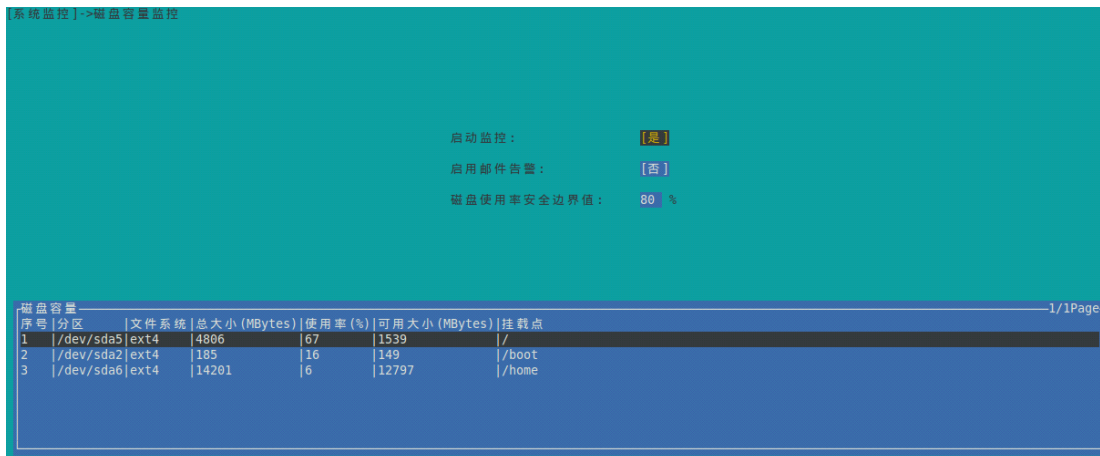 [系统监控]->磁盘容量监控
启动监控: [是]
启用邮件告警: [否]
磁盘使用率安全边界值: 80 %
磁盘容量 1/1Page
序号|分区 |文件系统|总大小(MBytes)|使用率(%)|可用大小(MBytes)|挂载点
1 |/dev/sda5|ext4 |4806 |67 |1539 |/
2 |/dev/sda2|ext4 |185 |16 |149 |/boot
3 |/dev/sda6|ext4 |14201 |6 |12797 |/home